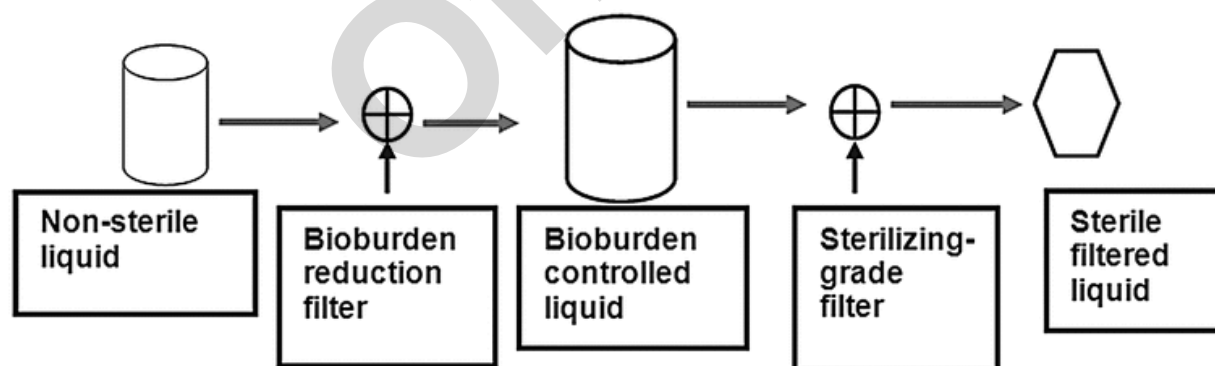 Non-sterile
liquid
Bioburden
reduction
filter
Bioburden
controlled
liquid
Sterilizing-
grade
filter
Sterile
filtered
liquid